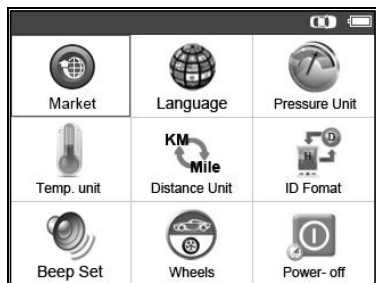 Market Language Pressure Unit
KM
Mile
D
H
Temp. unit Distance Unit ID Fomat
Beep Set Wheels Power- off